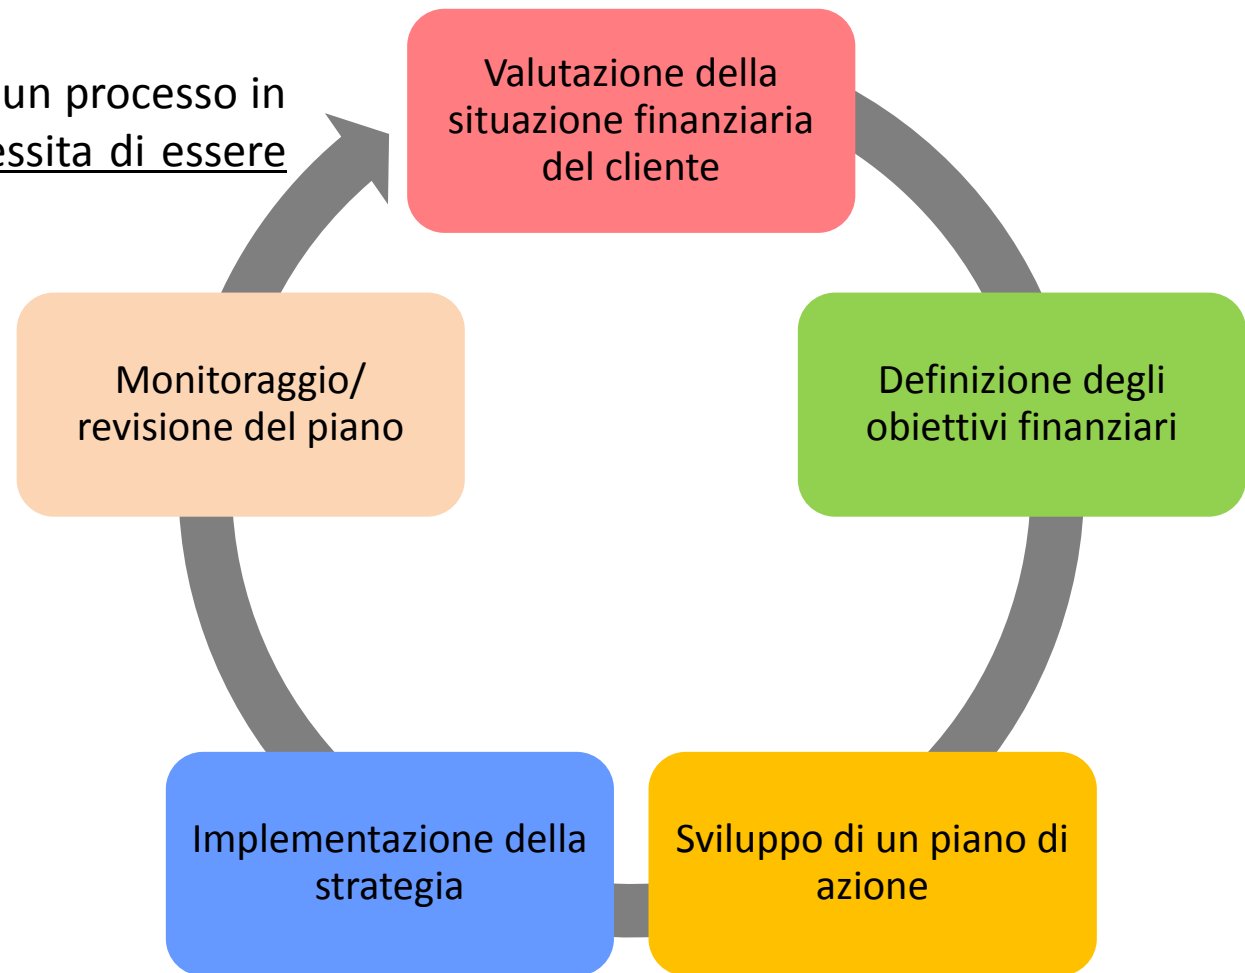 un processo in
di essere
Valutazione della
situazione finanziaria
del cliente
Definizione degli
obiettivi finanziari
Sviluppo di un piano di
azione
Implementazione della
strategia
Monitoraggio/
revisione del piano